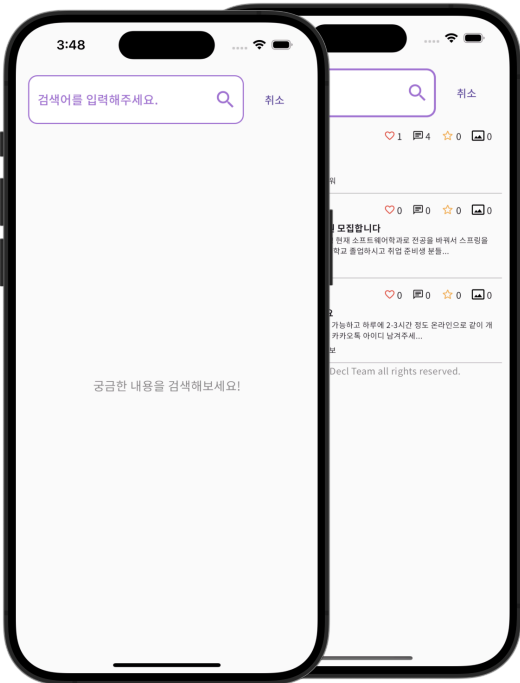 3:48
검색어를 입력해주세요.
취소
궁금한 내용을 검색해보세요!
취소
1 4 0 0
워
0 0 0 0
모집합니다
현재 소프트웨어학과로 전공을 바꿔서 스프링을
학교 졸업하시고 취업 준비생 분들...
0 0 0 0
요
가능하고 하루에 2-3시간 정도 온라인으로 같이 개
카카오톡 아이디 남겨주세...
보
Decl Team all rights reserved.